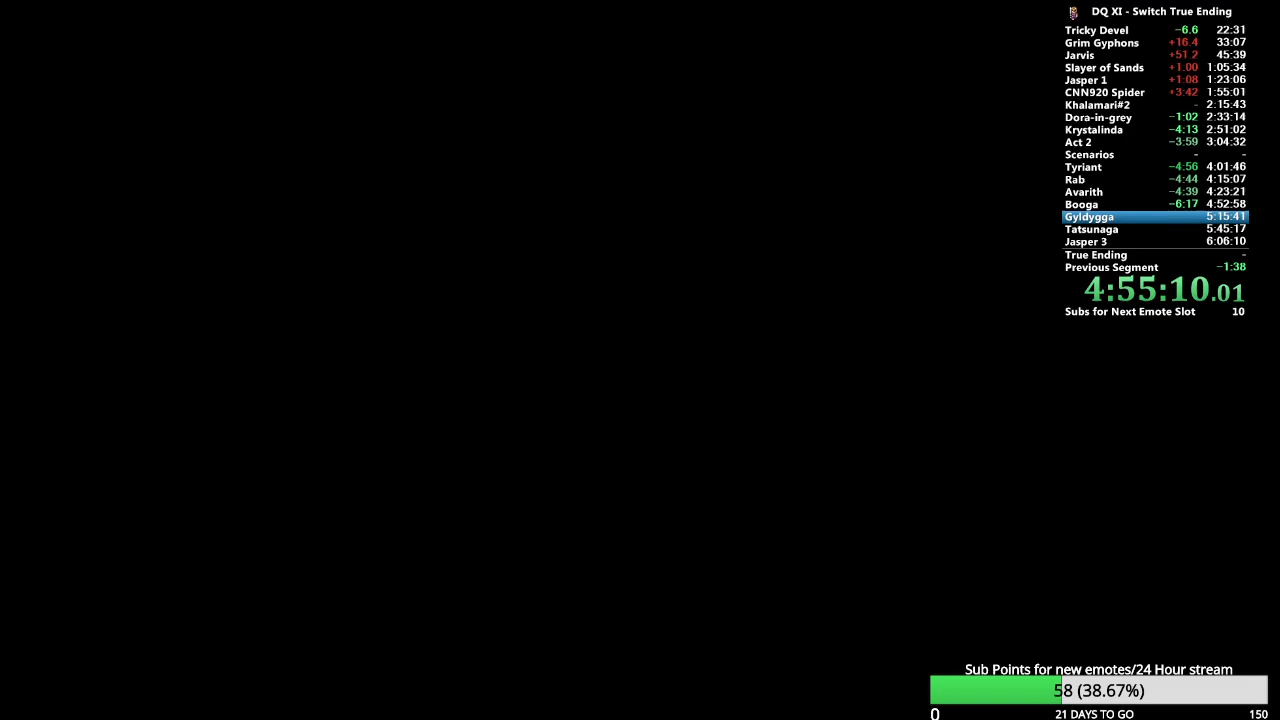 DQ XI - Switch True Ending
Tricky Devel −6.6 22:31
Grim Gyphons +16.4 33:07
Jarvis +51.2 45:39
Slayer of Sands +1:00 1:05:34
Jasper 1 +1:08 1:23:06
CNN920 Spider +3:42 1:55:01
Khalamari#2 - 2:15:43
Dora-in-grey −1:02 2:33:14
Krystalinda −4:13 2:51:02
Act 2 −3:59 3:04:32
Scenarios - -
Tyriant −4:56 4:01:46
Rab −4:44 4:15:07
Avarith −4:39 4:23:21
Booga −6:17 4:52:58
Gyldygga 5:15:41
Tatsunaga 5:45:17
Jasper 3 6:06:10
True Ending -
Previous Segment −1:38
4:55:10.01
Subs for Next Emote Slot 10
Sub Points for new emotes/24 Hour stream
58 (38.67%)
0 21 DAYS TO GO 150